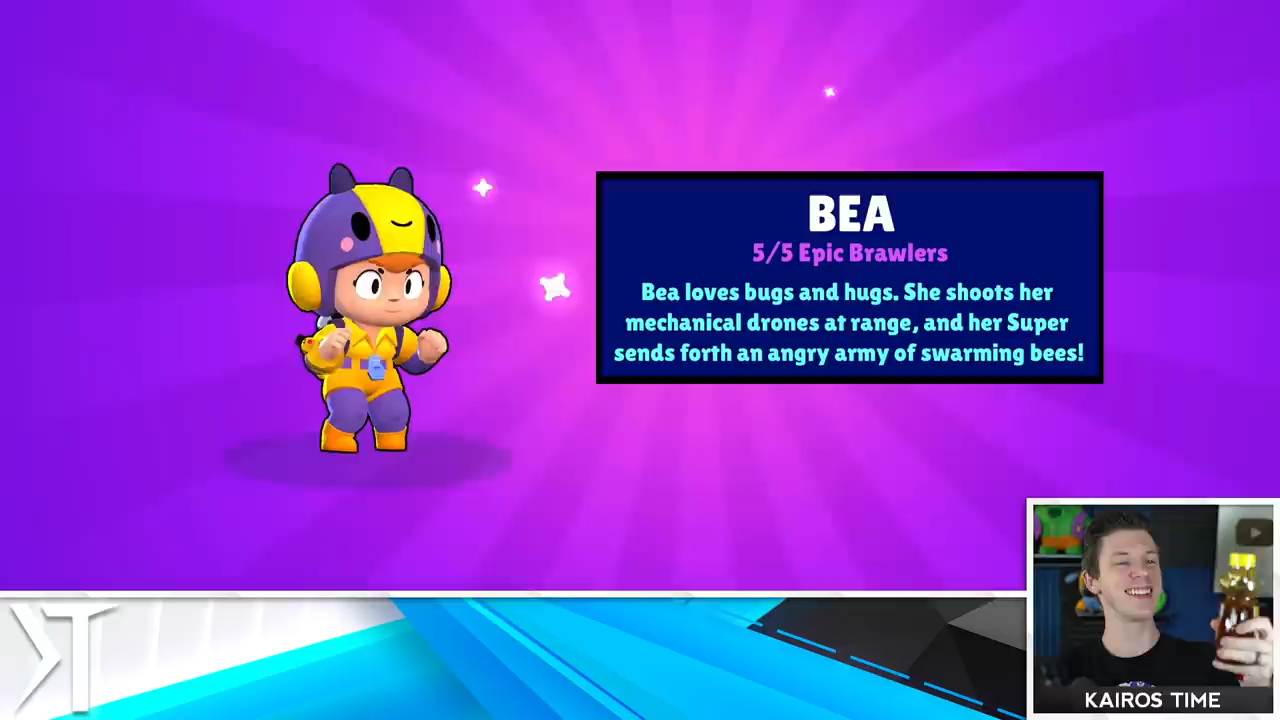 BEA
5/5 Epic Brawlers
Bea loves bugs and hugs. She shoots her
mechanical drones at range, and her Super
sends forth an angry army of swarming bees!
KT
KAIROS TIME